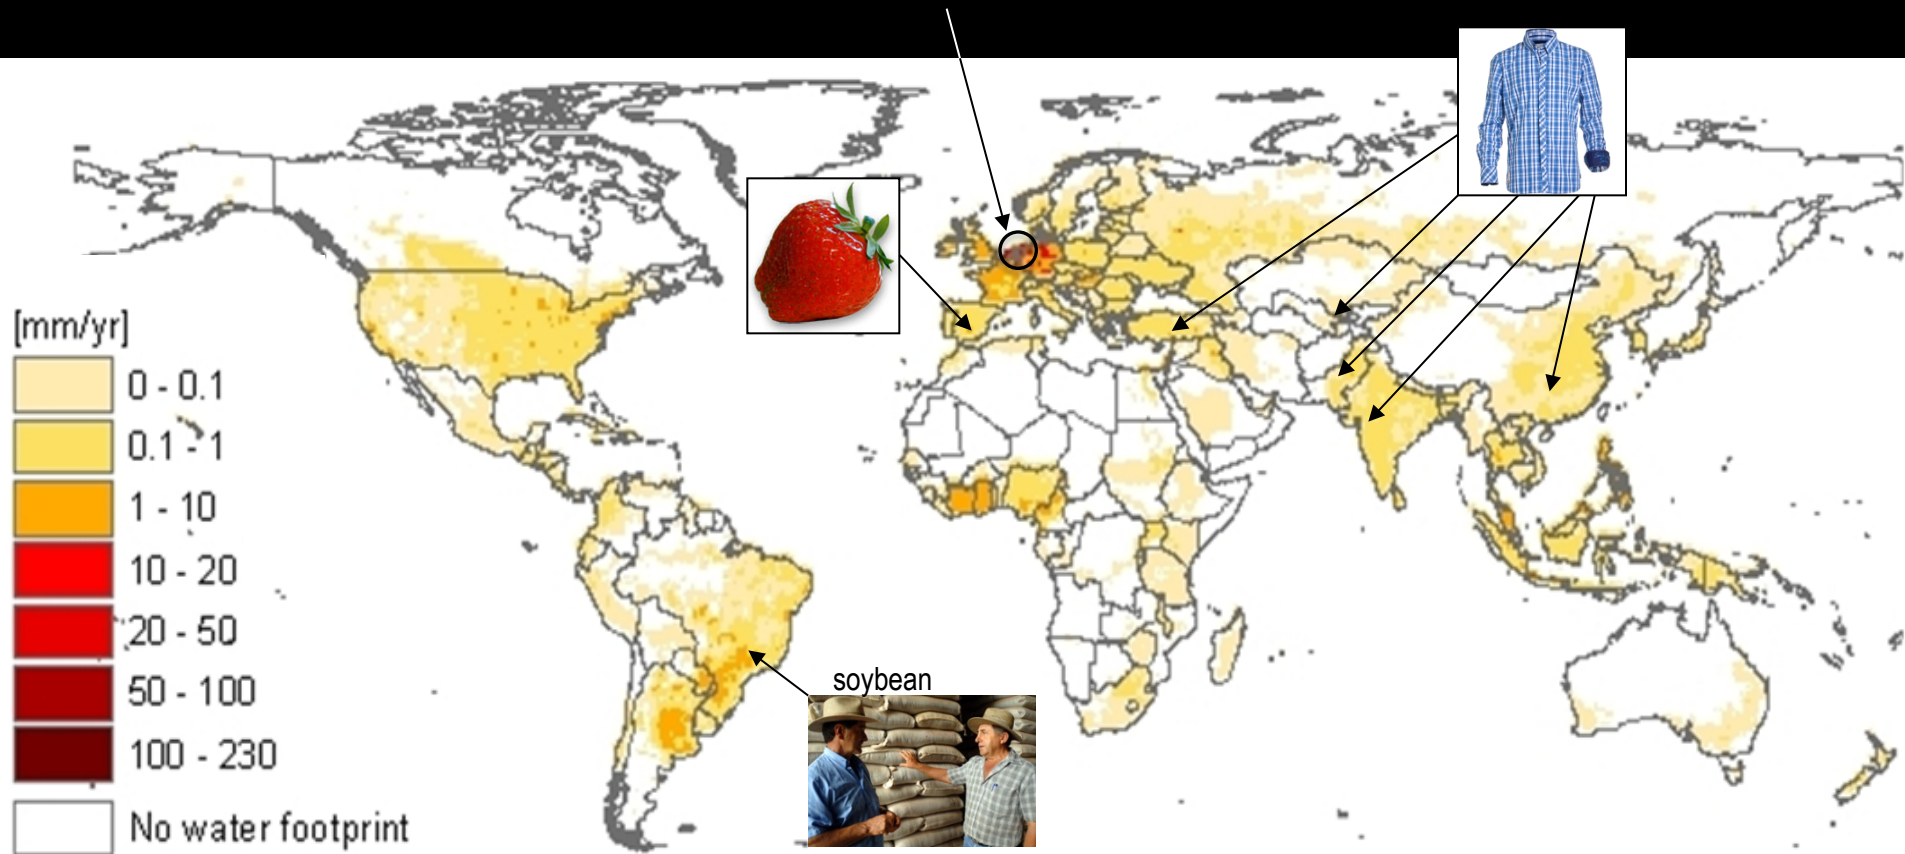 soybean
[mm/yr]
0 - 0.1
0.1 - 1
1 - 10
10 - 20
20 - 50
50 - 100
100 - 230
No water footprint